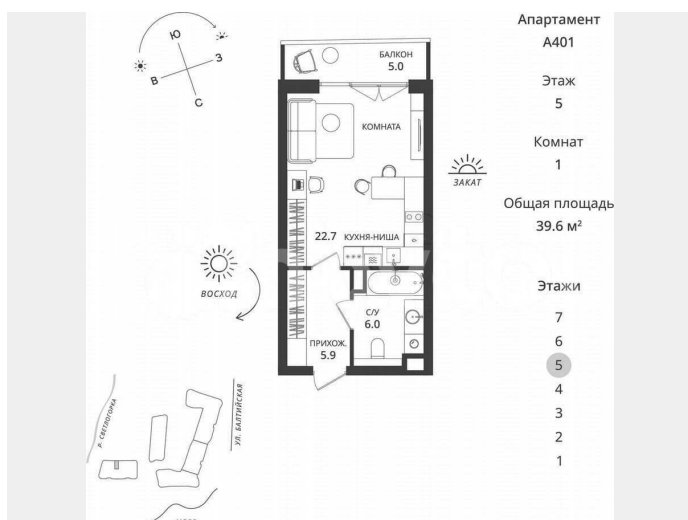 Ю
З
В
С
БАЛКОН
5.0
КОМНАТА
22.7 КУХНЯ-НИША
С/У
6.0
ПРИХОЖ.
5.9
ВОСХОД
ЗАКАТ
Р. СВЕТЛОГОРКА
УЛ. БАЛТИЙСКАЯ
Апартамент
А401
Этаж
5
Комнат
1
Общая площадь
39.6 м²
Этажи
7
6
5
4
3
2
1